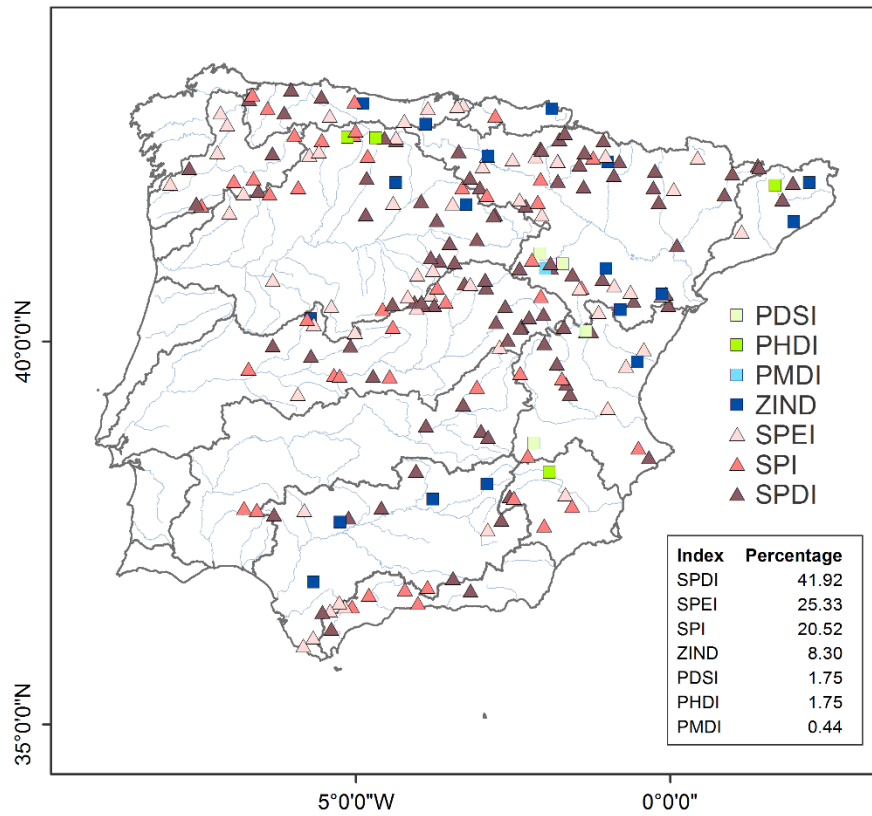 40°0'0"N
35°0'0"N
5°0'0"W
0°0'0"
PDSI
PHDI
PMDI
ZIND
SPEI
SPI
SPDI
Index Percentage
SPDI 41.92
SPEI 25.33
SPI 20.52
ZIND 8.30
PDSI 1.75
PHDI 1.75
PMDI 0.44